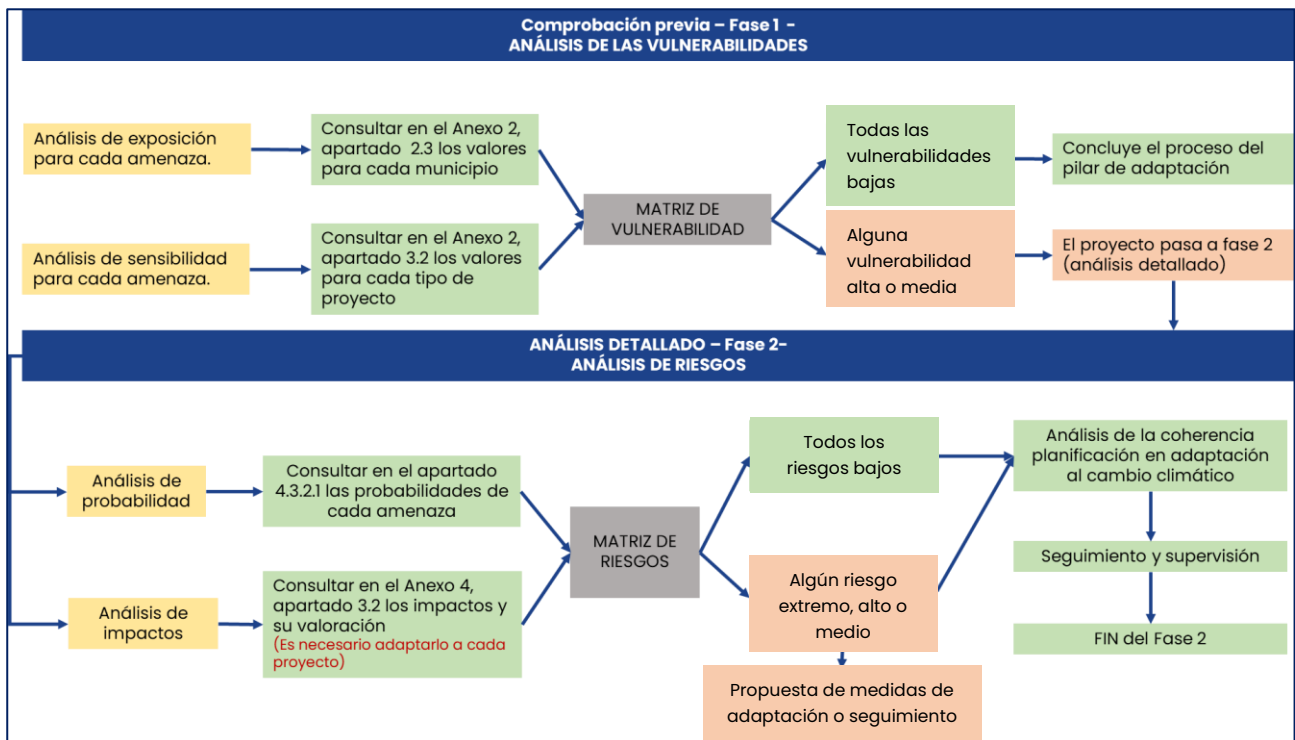 Comprobación previa – Fase 1 -
ANÁLISIS DE LAS VULNERABILIDADES
Análisis de exposición
para cada amenaza.
Consultar en el Anexo 2,
apartado 2.3 los valores
para cada municipio
Análisis de sensibilidad
para cada amenaza.
Consultar en el Anexo 2,
apartado 3.2 los valores
para cada tipo de
proyecto
MATRIZ DE
VULNERABILIDAD
Todas las
vulnerabilidades
bajas
Concluye el proceso del
pilar de adaptación
Alguna
vulnerabilidad
alta o media
El proyecto pasa a fase 2
(análisis detallado)
ANÁLISIS DETALLADO – Fase 2-
ANÁLISIS DE RIESGOS
Análisis de
probabilidad
Consultar en el apartado
4.3.2.1 las probabilidades de
cada amenaza
Análisis de
impactos
Consultar en el Anexo 4,
apartado 3.2 los impactos y
su valoración
(Es necesario adaptarlo a cada
proyecto)
MATRIZ DE
RIESGOS
Todos los
riesgos bajos
Algún riesgo
extremo, alto o
medio
Propuesta de medidas de
adaptación o seguimiento
Análisis de la coherencia
planificación en adaptación
al cambio climático
Seguimiento y supervisión
FIN del Fase 2